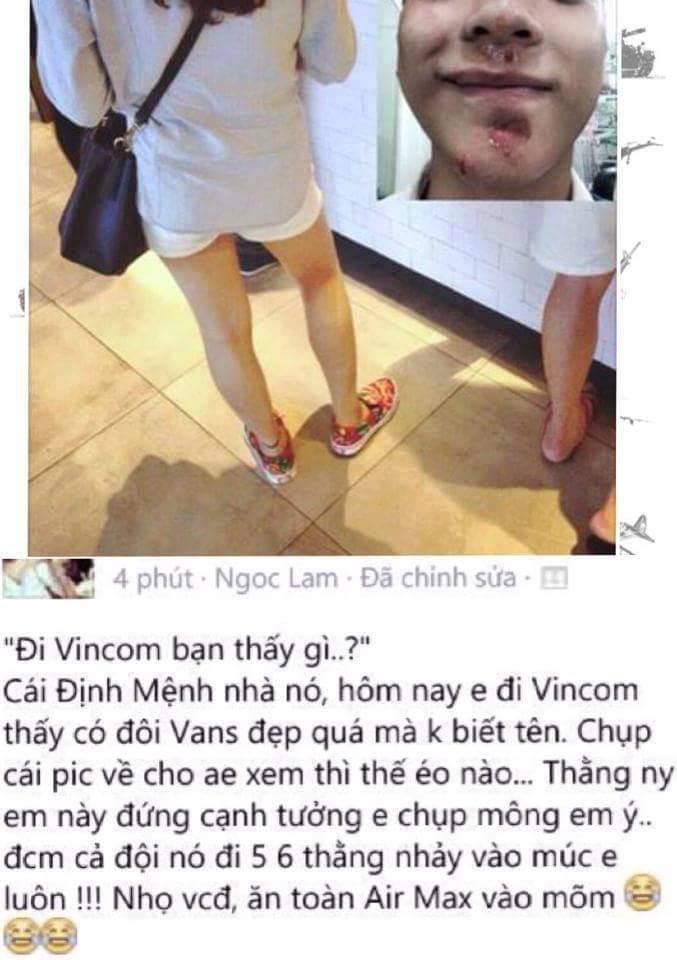 4 phút · Ngoc Lam · Đã chỉnh sửa ·
"Đi Vincom bạn thấy gì..?"
Cái Định Mệnh nhà nó, hôm nay e đi Vincom
thấy có đôi Vans đẹp quá mà k biết tên. Chụp
cái pic về cho ae xem thì thế éo nào... Thằng ny
em này đứng cạnh tưởng e chụp mông em ý..
đcm cả đội nó đi 5 6 thằng nhảy vào múc e
luôn !!! Nhọ vcđ, ăn toàn Air Max vào mõm 😂
😂😂